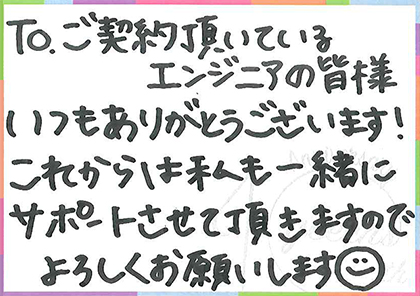 To.ご契約頂いている
エンジニアの皆様
いつもありがとうございます!
これからは私も一緒に
サポートさせて頂きますので
よろしくお願いします